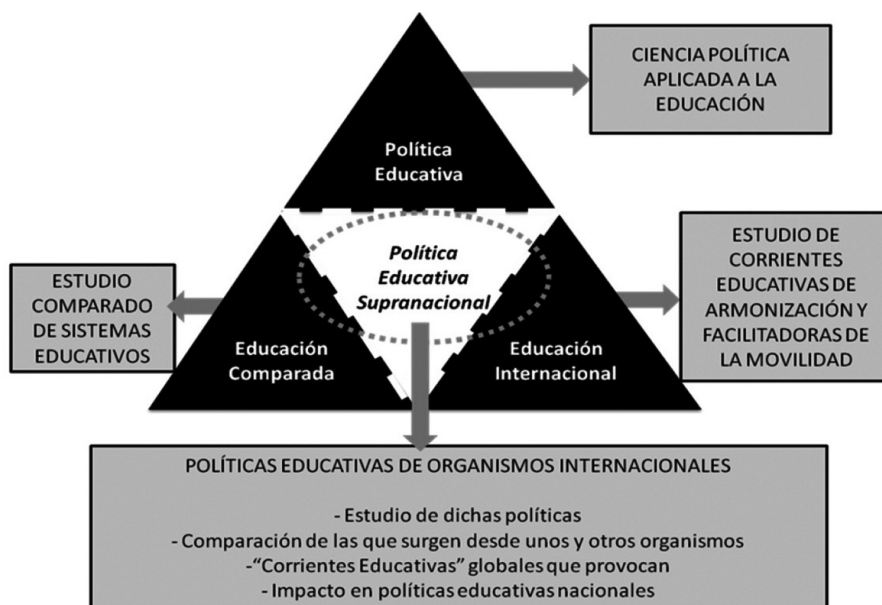 CIENCIA POLÍTICA
APLICADA A LA
EDUCACIÓN
Política
Educativa
Política
Educativa
Supranacional
ESTUDIO
COMPARADO
DE SISTEMAS
EDUCATIVOS
Educación
Comparada
Educación
Internacional
ESTUDIO DE
CORRIENTES
EDUCATIVAS DE
ARMONIZACIÓN Y
FACILITADORAS DE
LA MOVILIDAD
POLÍTICAS EDUCATIVAS DE ORGANISMOS INTERNACIONALES
- Estudio de dichas políticas
- Comparación de las que surgen desde unos y otros organismo
-“Corrientes Educativas” globales que provocan
- Impacto en políticas educativas nacionales